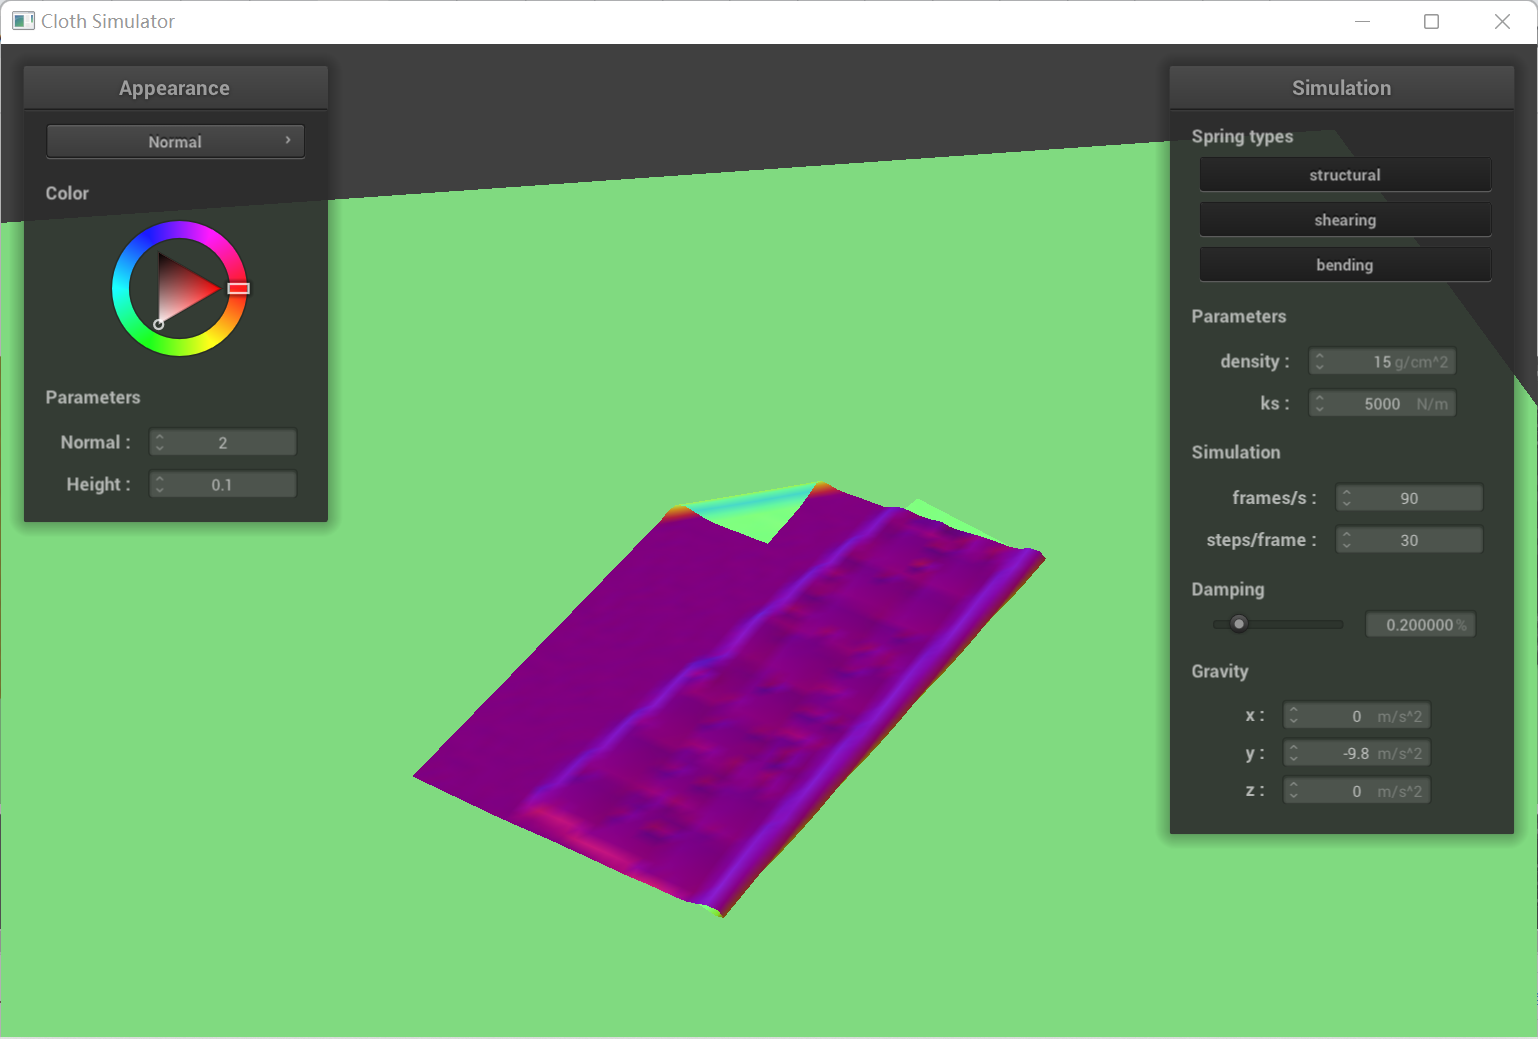 Cloth Simulator
Appearance
Normal
Color
Parameters
Normal : 2
Height : 0.1
Simulation
Spring types
structural
shearing
bending
Parameters
density : 15 g/cm^2
ks : 5000 N/m
Simulation
frames/s : 90
steps/frame : 30
Damping
0.200000 %
Gravity
x : 0 m/s^2
y : -9.8 m/s^2
z : 0 m/s^2